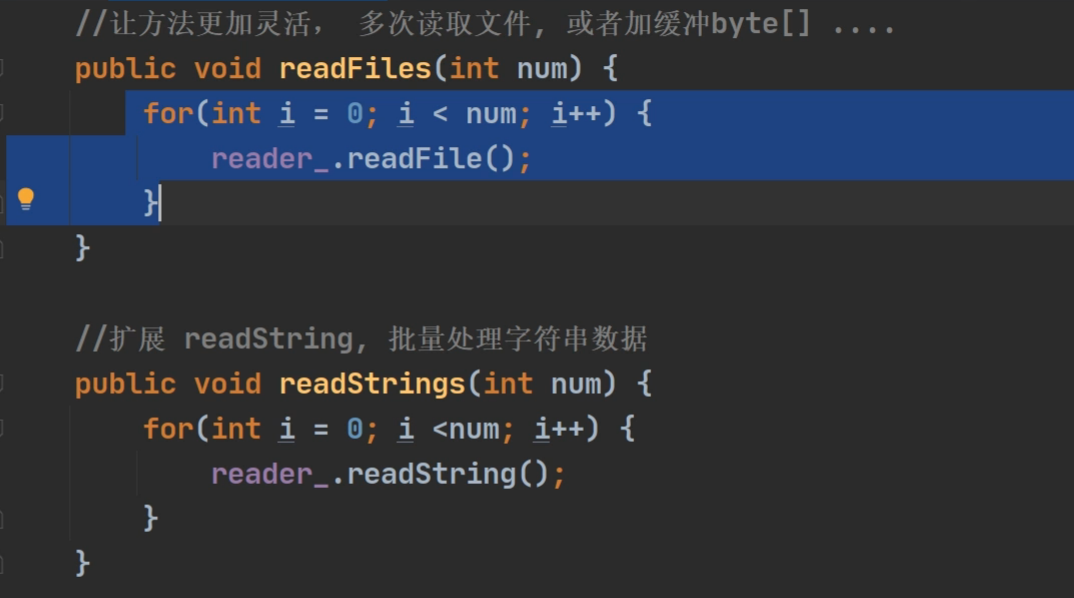 //让方法更加灵活， 多次读取文件, 或者加缓冲byte[] ....
public void readFiles(int num) {
for(int i = 0; i < num; i++) {
reader_.readFile();
}
}
//扩展 readString, 批量处理字符串数据
public void readStrings(int num) {
for(int i = 0; i <num; i++) {
reader_.readString();
}
}